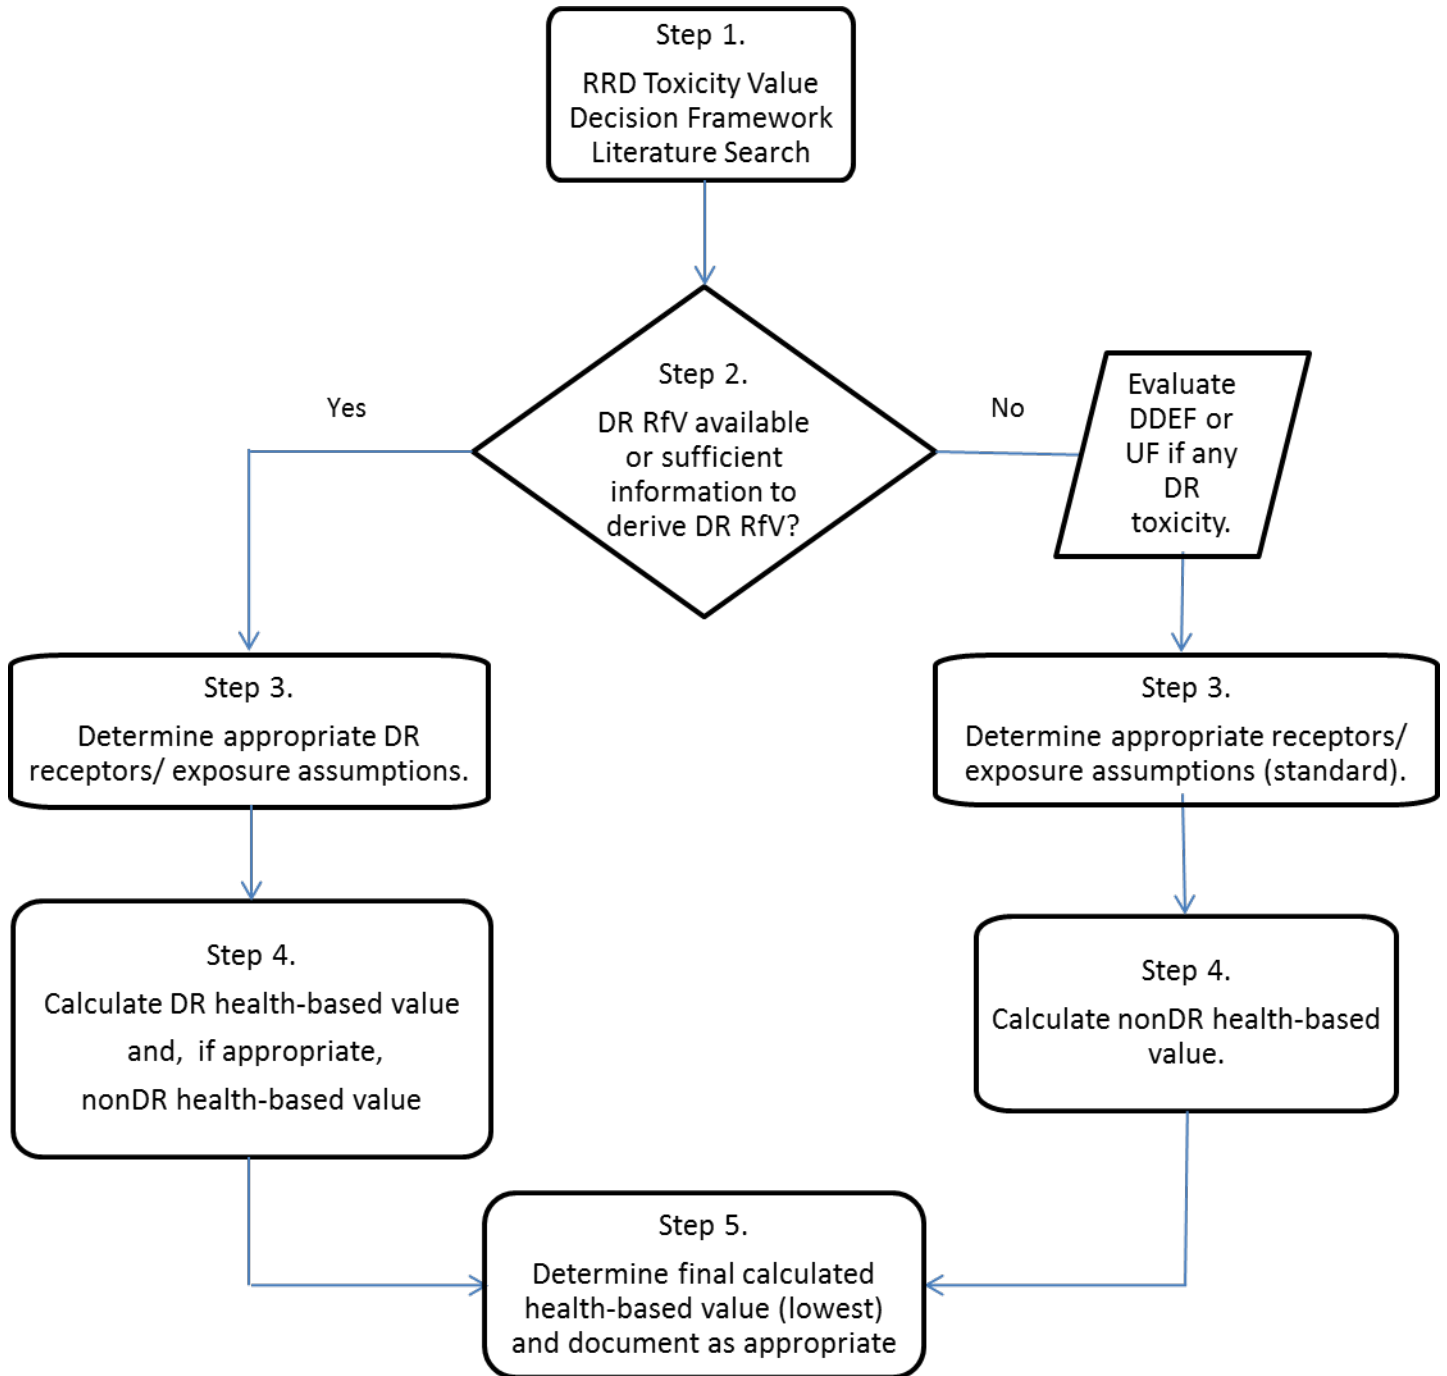 Step 1.
RRD Toxicity Value
Decision Framework
Literature Search
Step 2.
DR RfV available
or sufficient
information to
derive DR RfV?
Yes
No
Evaluate
DDEF or
UF if any
DR
toxicity.
Step 3.
Determine appropriate DR
receptors/ exposure assumptions.
Step 3.
Determine appropriate receptors/
exposure assumptions (standard).
Step 4.
Calculate DR health-based value
and, if appropriate,
nonDR health-based value
Step 4.
Calculate nonDR health-based
value.
Step 5.
Determine final calculated
health-based value (lowest)
and document as appropriate